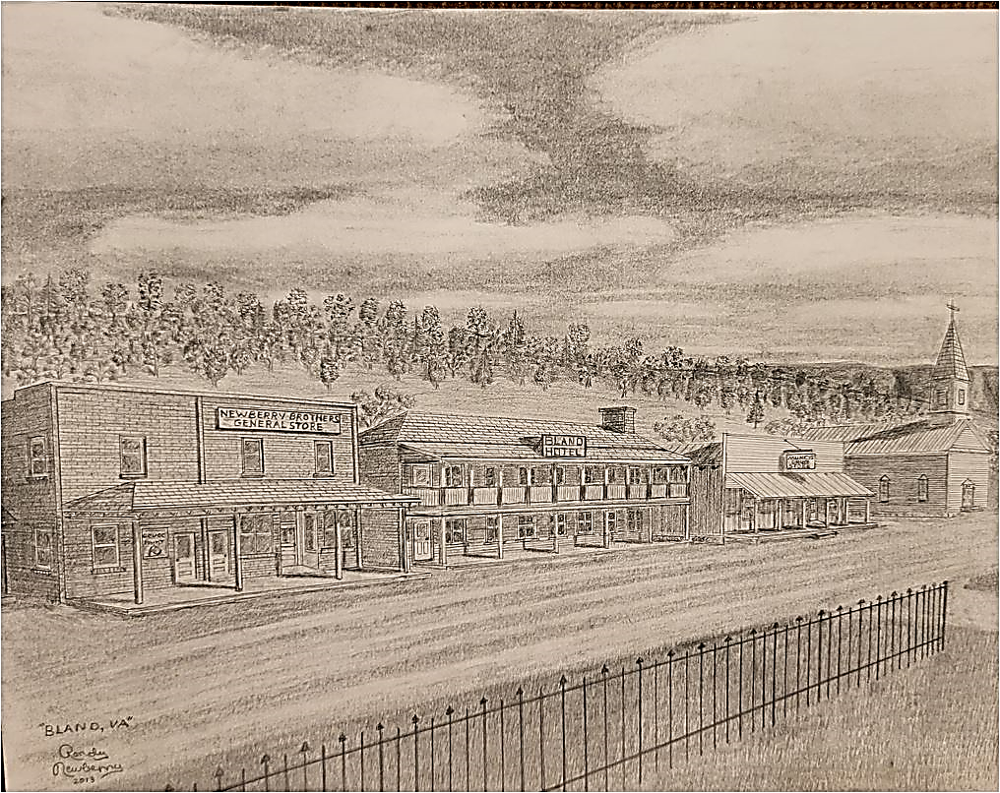 NEWBERRY BROTHERS
GENERAL STORE
BLAND
HOTEL
"BLAND, VA"
Randy
Newberry
2013